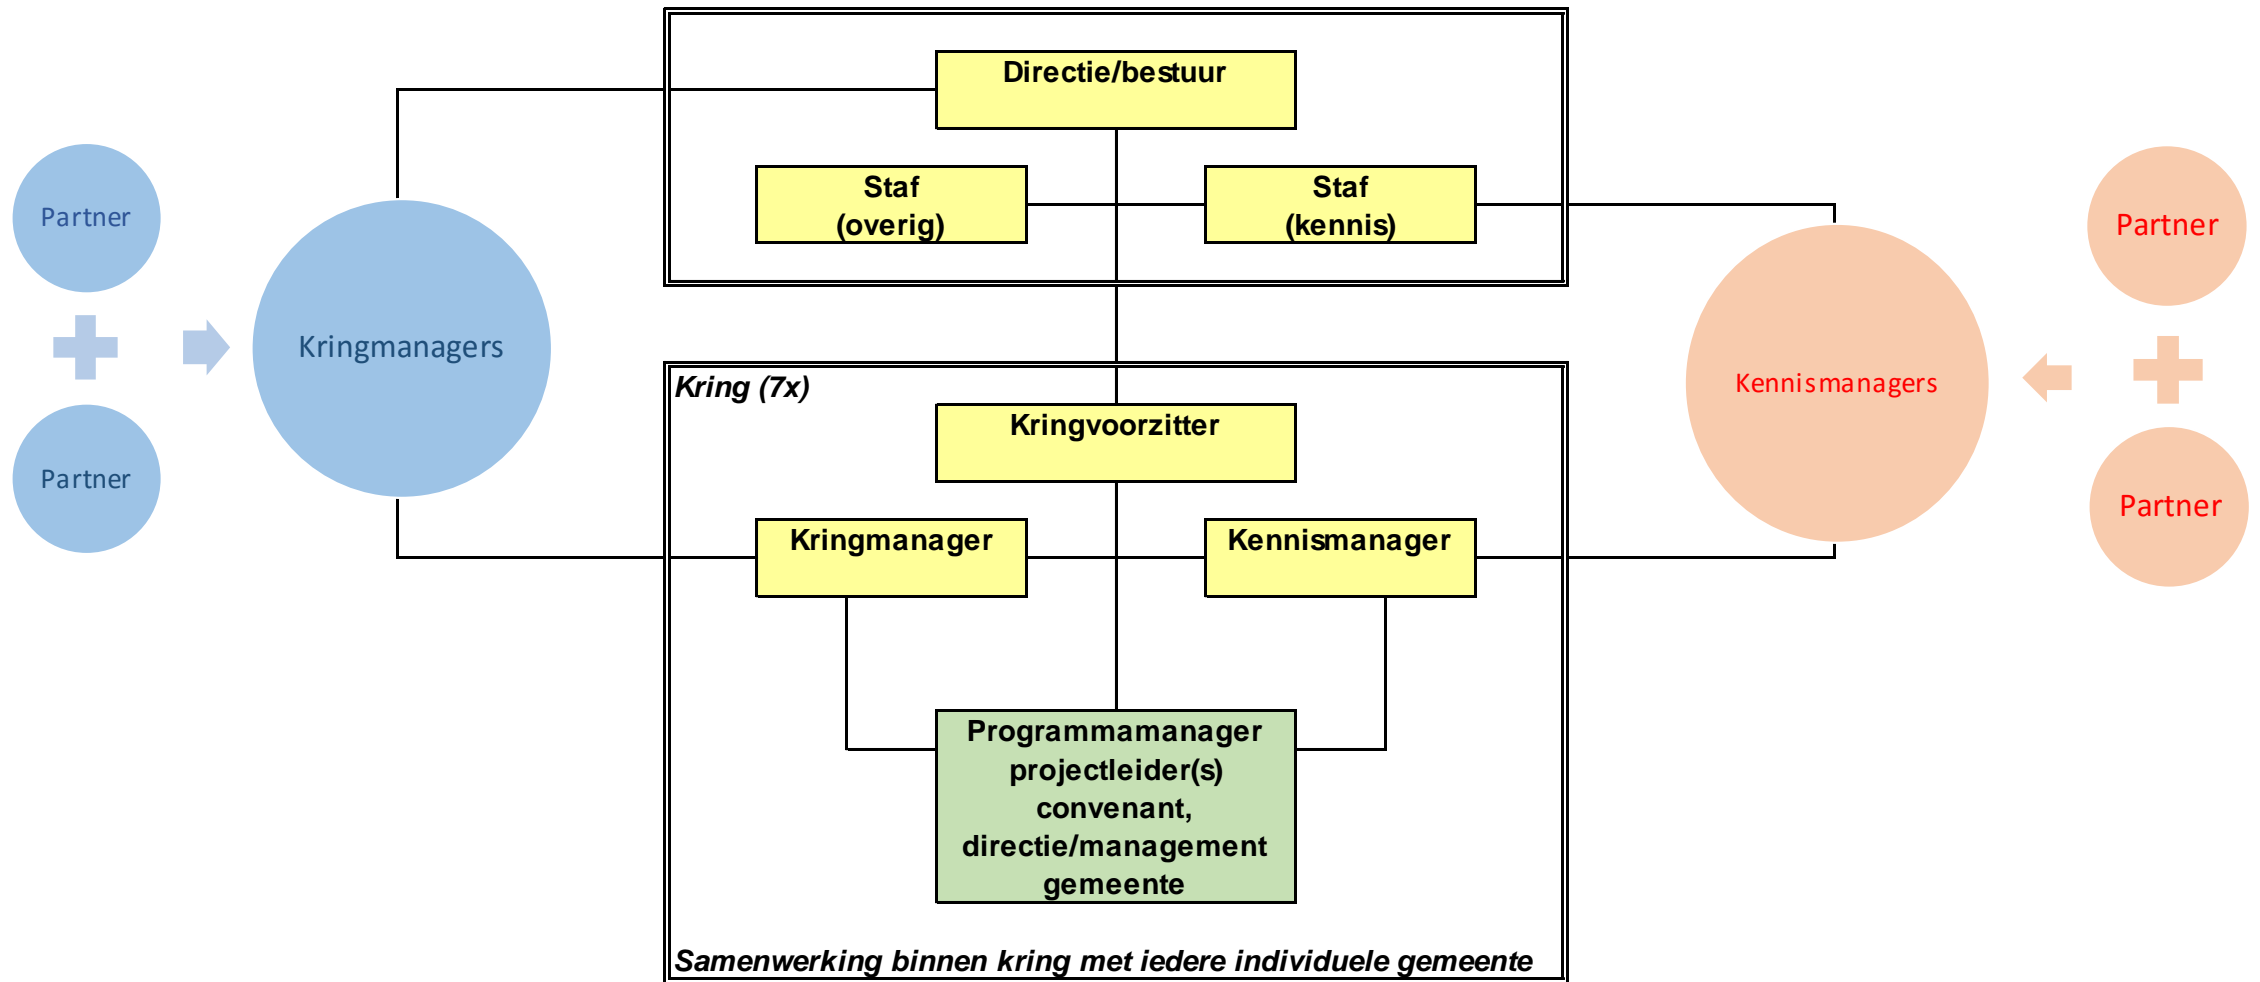 Directie/bestuur
Staf
(overig)
Staf
(kennis)
Partner
Partner
Kringmanagers
Kring (7x)
Kringvoorzitter
Kringmanager
Kennismanager
Programmamanager
projectleider(s)
convenant,
directie/management
gemeente
Samenwerking binnen kring met iedere individuele gemeente
Kennismanagers
Partner
Partner